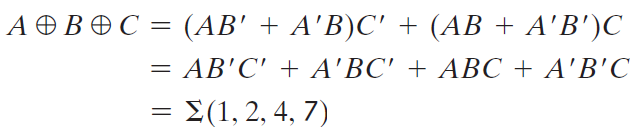 A ⊕ B ⊕ C = (AB' + A'B)C' + (AB + A'B')C
= AB'C' + A'BC' + ABC + A'B'C
= Σ(1, 2, 4, 7)